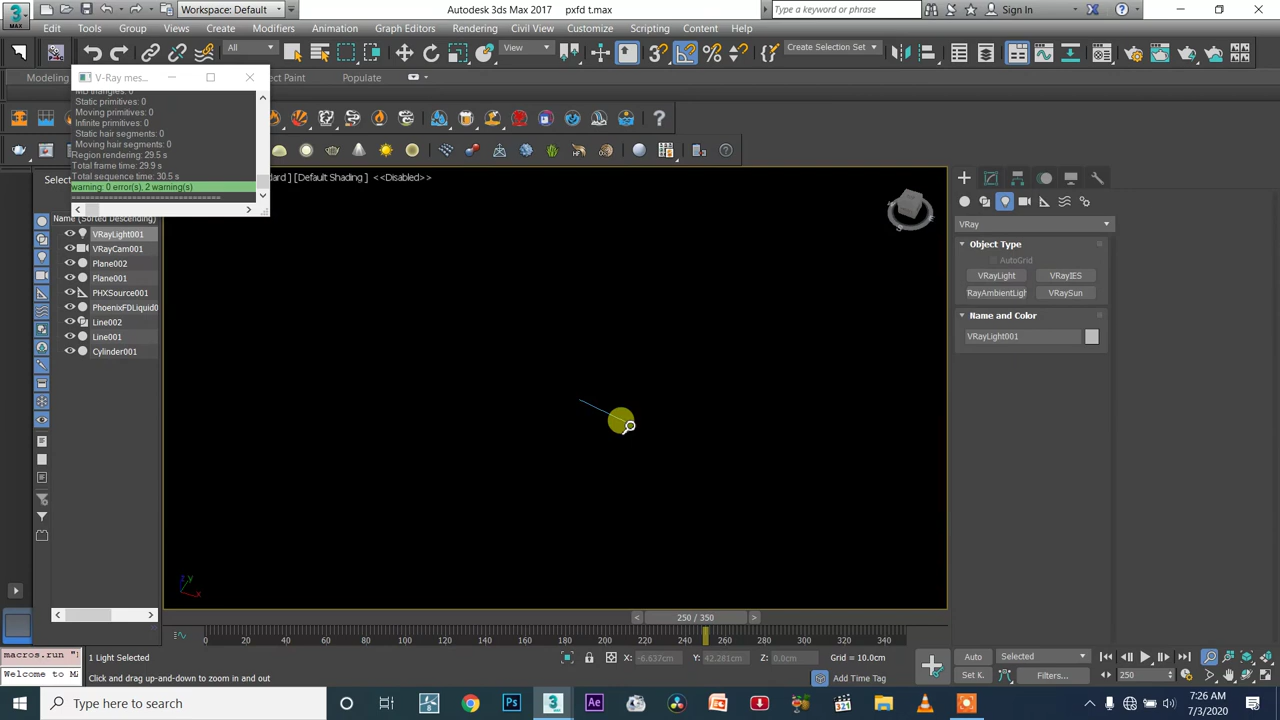 Workspace: Default
Autodesk 3ds Max 2017 pxfd t.max
Type a keyword or phrase
Sign In
3
MAX
Edit Tools Group Views Create Modifiers Animation Graph Editors Rendering Civil View Customize Scripting Content Help
All
View
Create Selection Set
Modeling
V-Ray mes...
ect Paint
Populate
MB triangles: 0
Static primitives: 0
Moving primitives: 0
Infinite primitives: 0
Static hair segments: 0
Moving hair segments: 0
Region rendering: 29.5 s
Total frame time: 29.9 s
Total sequence time: 30.5 s
warning: 0 error(s), 2 warning(s)
==============================
Selec
dard ] [Default Shading ] <<Disabled>>
Name (Sorted Descending)
VRayLight001
VRayCam001
Plane002
Plane001
PHXSource001
PhoenixFDLiquid0
Line002
Line001
Cylinder001
VRay
Object Type
AutoGrid
VRayLight VRayIES
RayAmbientLigh VRaySun
Name and Color
VRayLight001
z y x
250 / 350
0 20 40 60 80 100 120 140 160 180 200 220 240 260 280 300 320 340
macros.run ";
Welcome to M
1 Light Selected
X: -6.637cm Y: 42.281cm Z: 0.0cm Grid = 10.0cm
Click and drag up-and-down to zoom in and out
Add Time Tag
Auto Selected
Set K. Filters...
250
Type here to search
7:26 AM
7/3/2020